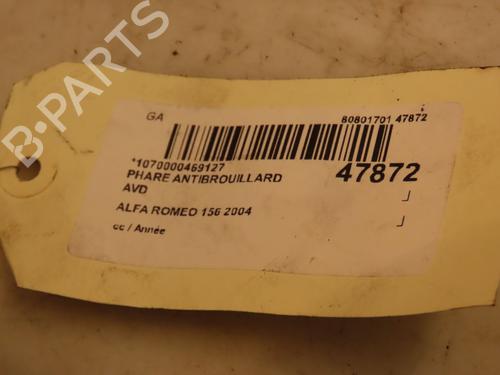 B-PARTS
GA
80801701 47872
*1070000469127
PHARE ANTIBROUILLARD
AVD
47872
ALFA ROMEO 156 2004
cc / Année